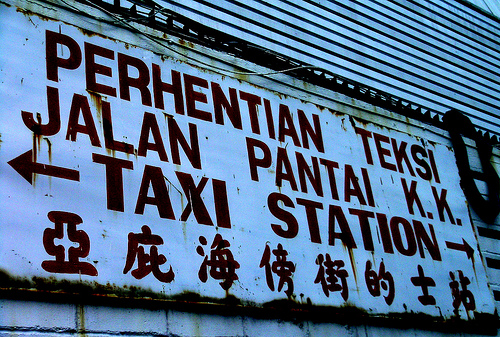 PERHENTIAN TEKSI
JALAN PANTAI K.K.
TAXI STATION
亞庇海傍街的士站